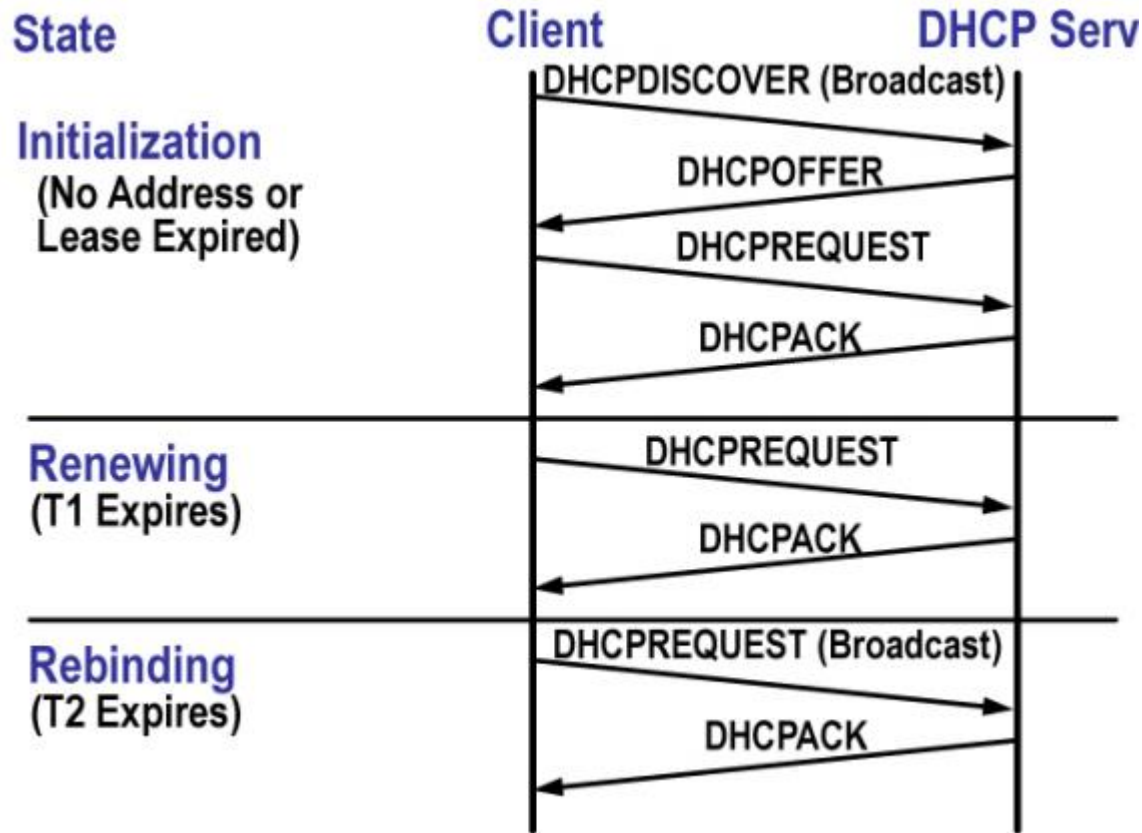 State
Client
DHCP Serv
DHCPDISCOVER (Broadcast)
Initialization
(No Address or
Lease Expired)
DHCPOFFER
DHCPREQUEST
DHCPACK
Renewing
(T1 Expires)
DHCPREQUEST
DHCPACK
Rebinding
(T2 Expires)
DHCPREQUEST (Broadcast)
DHCPACK